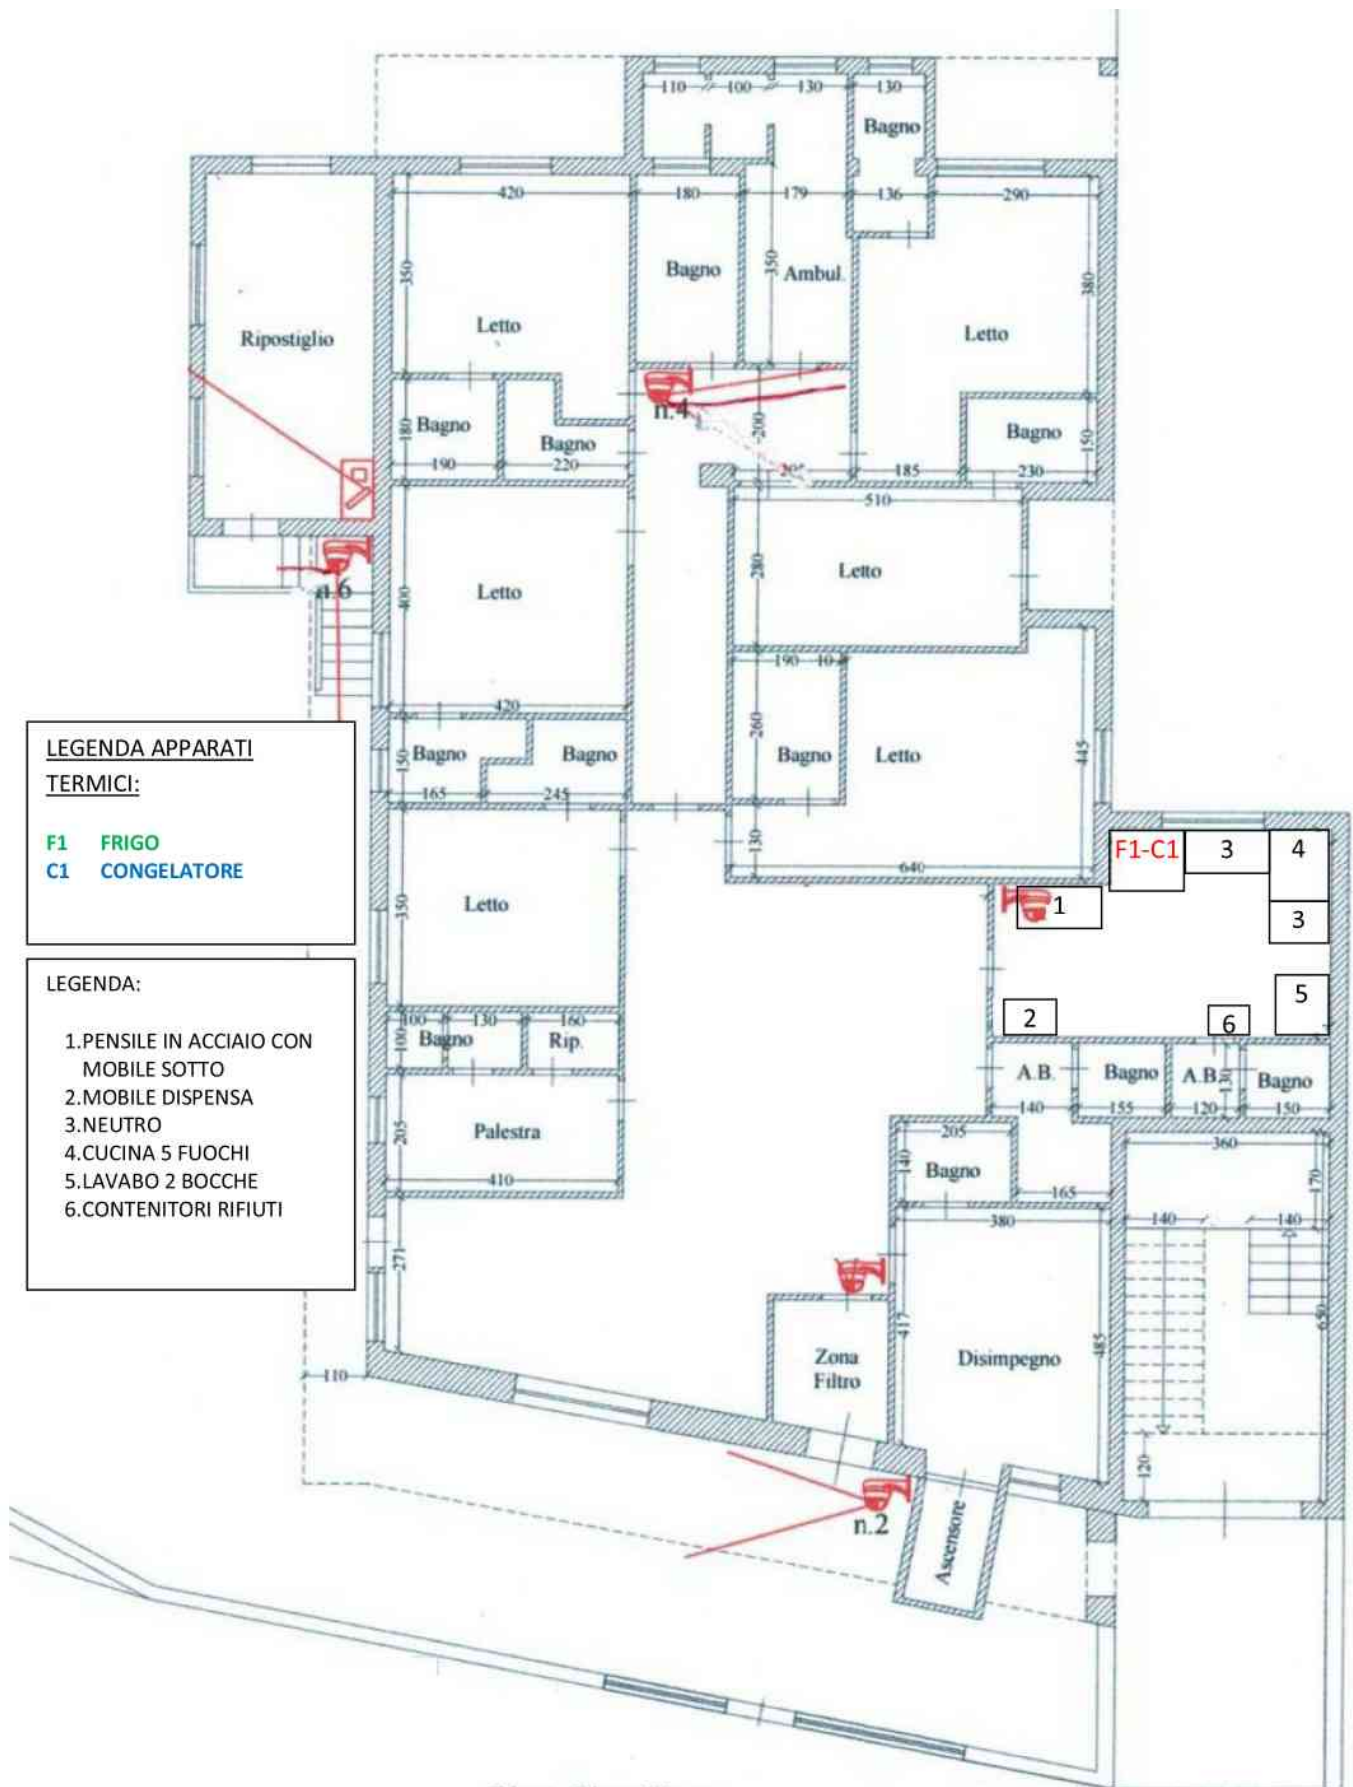 110 100 130 130
Bagno
420 180 179 136 290
350
Bagno
350
Ambul.
380
Ripostiglio
Letto
Letto
n.4
180
Bagno
Bagno
200
Bagno
150
190 220
185 230
510
280
Letto
400
Letto
n.6
190 10
420
260
Bagno
Letto
445
150
Bagno
Bagno
165 245
130
640
LEGENDA APPARATI
TERMICI:
F1 FRIGO
C1 CONGELATORE
F1-C1 3 4
1
3
350
Letto
5
2
6
LEGENDA:
1.PENSILE IN ACCIAIO CON
MOBILE SOTTO
2.MOBILE DISPENSA
3.NEUTRO
4.CUCINA 5 FUOCHI
5.LAVABO 2 BOCCHE
6.CONTENITORI RIFIUTI
100 130 160
100
Bagno
Rip.
A.B.
Bagno
A.B.
130
Bagno
140 155 120 150
205
Palestra
410
205
140
Bagno
165
360
170
380
140 140
271
417
485
650
Zona
Filtro
Disimpegno
110
120
n.2
Ascensore